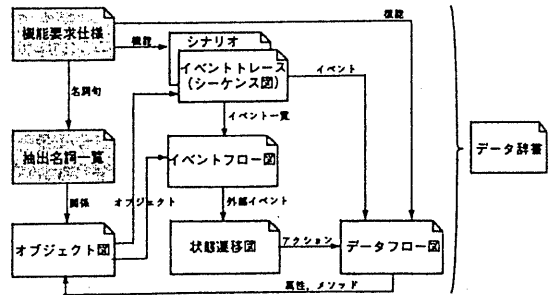 機能
機能要求仕様
機能
シナリオ
イベントトレース
(シーケンス図)
イベント
名詞句
イベント一覧
抽出名詞一覧
イベントフロー図
データ辞書
関係
オブジェクト
外部イベント
オブジェクト図
状態遷移図
アクション
データフロー図
属性, メソッド